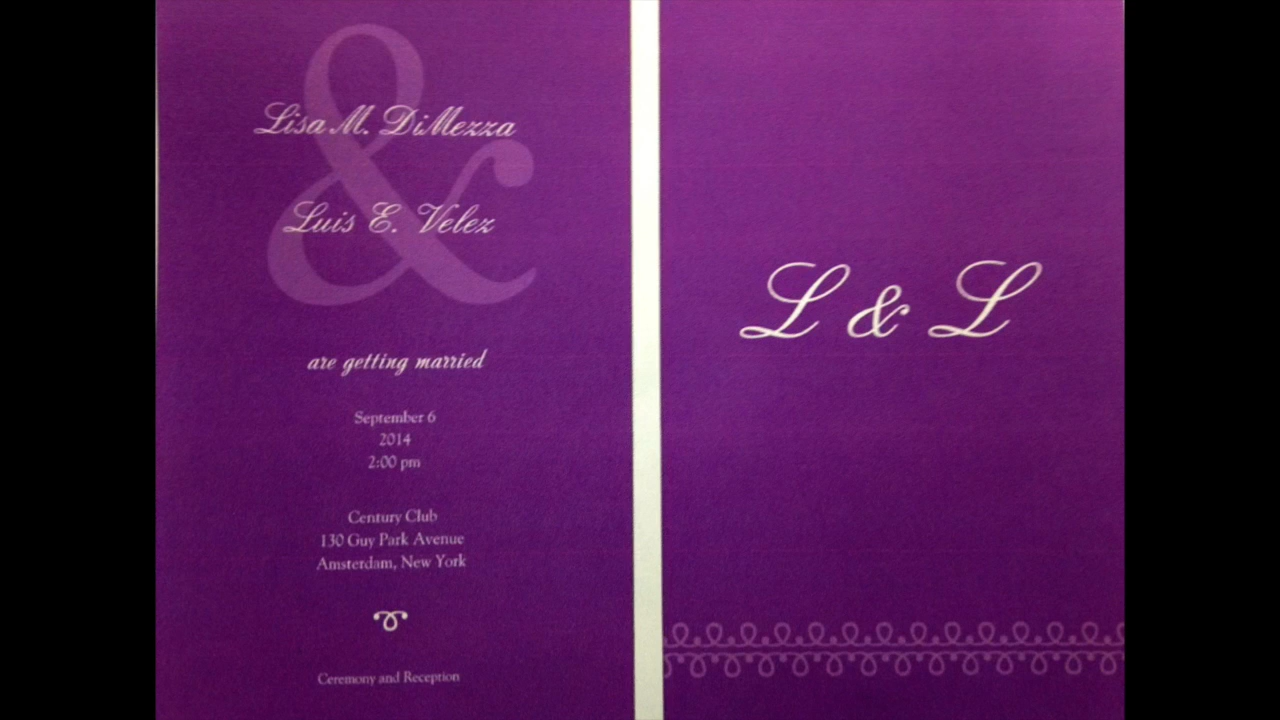 &
Lisa M. DiMezza
Luis E. Velez
are getting married
September 6
2014
2:00 pm
Century Club
130 Guy Park Avenue
Amsterdam, New York
Ceremony and Reception
L & L